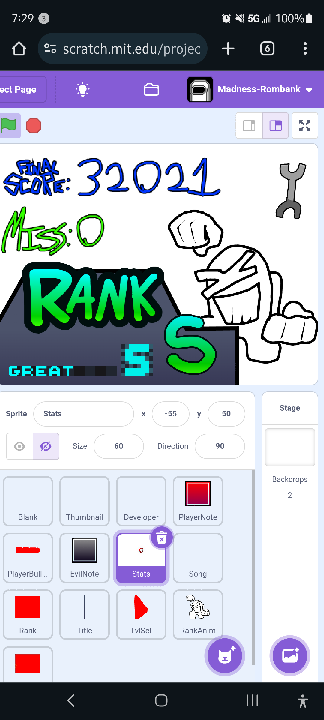 7:29
5G 100%
scratch.mit.edu/projec
6
ect Page
Madness-Rombank
FINAL
SCORE: 32021
MISS:0
RANK
S
GREAT
S
Sprite Stats x -55 y 50
Stage
Size 60 Direction 90
Backdrops
2
Blank Thumbnail Developer PlayerNote
PlayerBull... EvilNote Stats Song
Rank Title LvlSel RankAnim